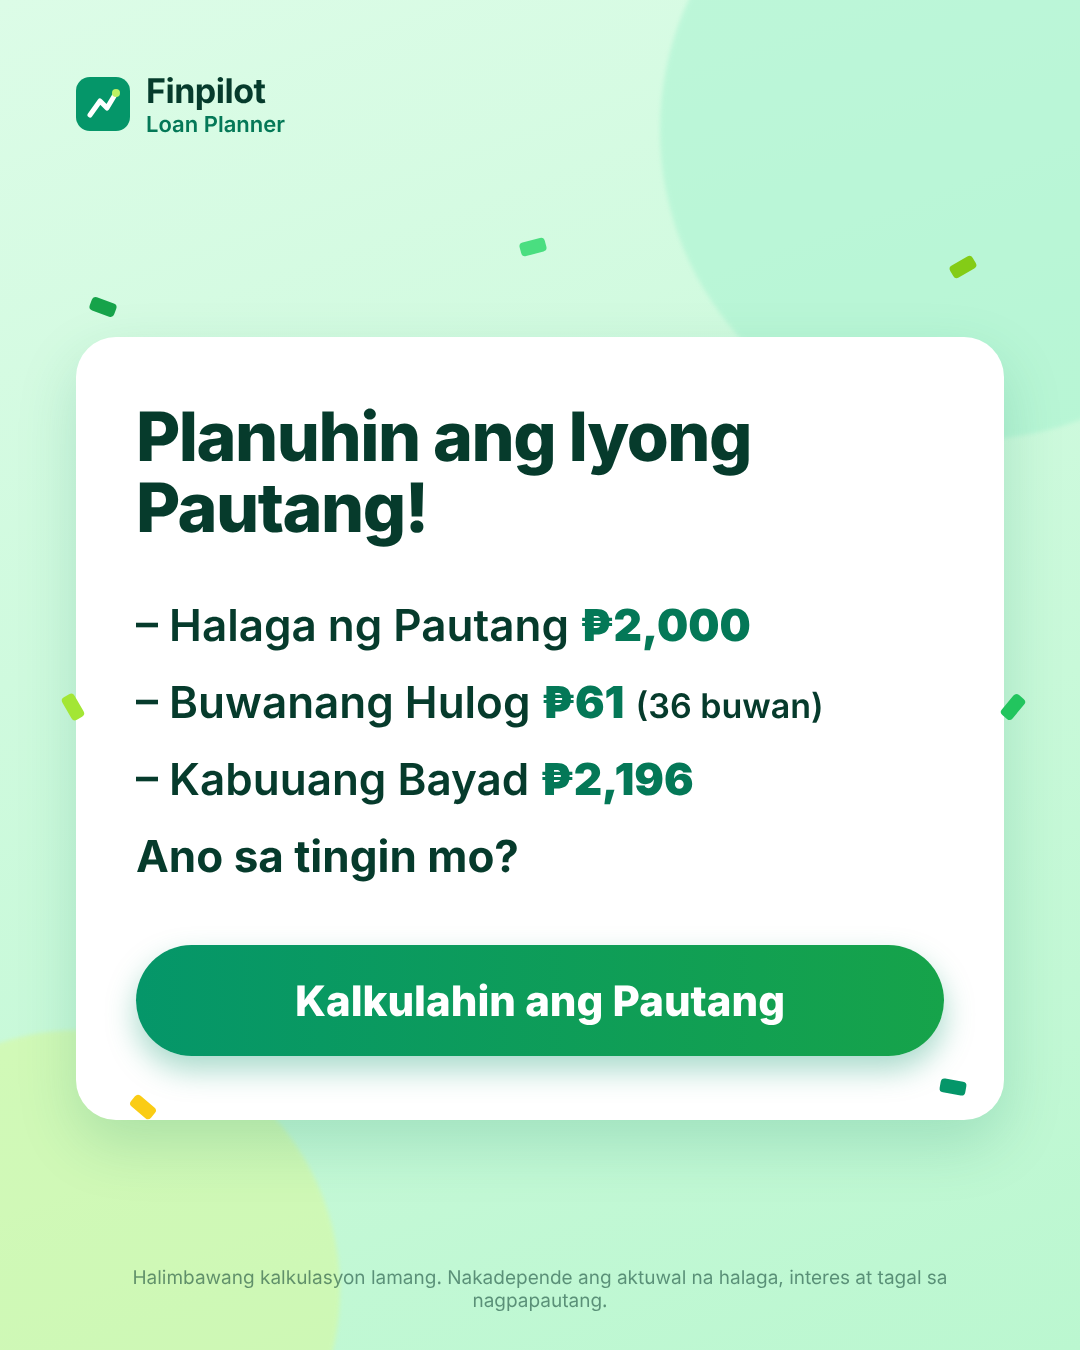 Finpilot
Loan Planner
Planuhin ang Iyong
Pautang!
– Halaga ng Pautang ₱2,000
– Buwanang Hulog ₱61 (36 buwan)
– Kabuuang Bayad ₱2,196
Ano sa tingin mo?
Kalkulahin ang Pautang
Halimbawang kalkulasyon lamang. Nakadepende ang aktuwal na halaga, interes at tagal sa
nagpapautang.